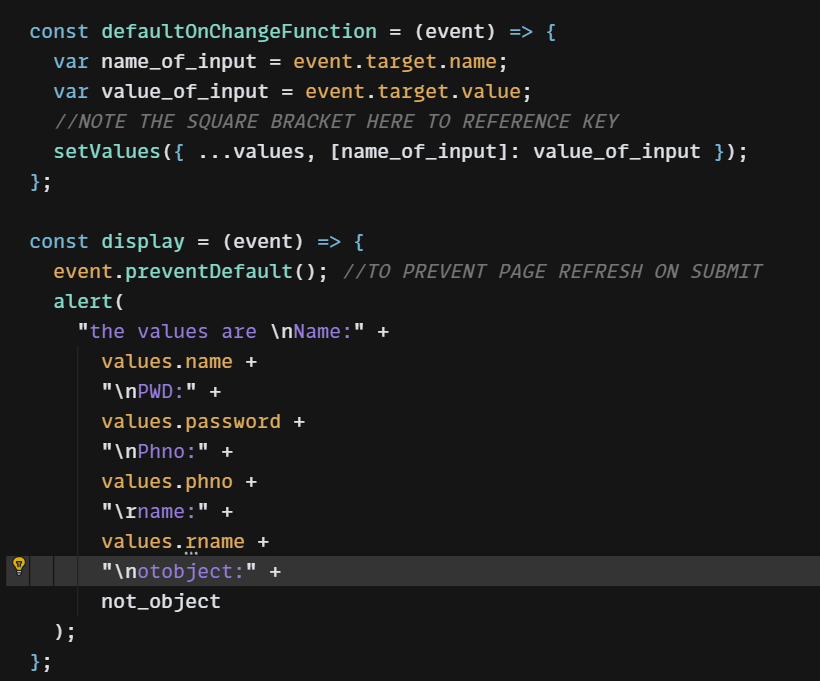 const defaultOnChangeFunction = (event) => {
  var name_of_input = event.target.name;
  var value_of_input = event.target.value;
  //NOTE THE SQUARE BRACKET HERE TO REFERENCE KEY
  setValues({ ...values, [name_of_input]: value_of_input });
};

const display = (event) => {
  event.preventDefault(); //TO PREVENT PAGE REFRESH ON SUBMIT
  alert(
    "the values are \nName:" +
      values.name +
      "\nPWD:" +
      values.password +
      "\nPhno:" +
      values.phno +
      "\rname:" +
      values.rname +
      "\notobject:" +
      not_object
  );
};